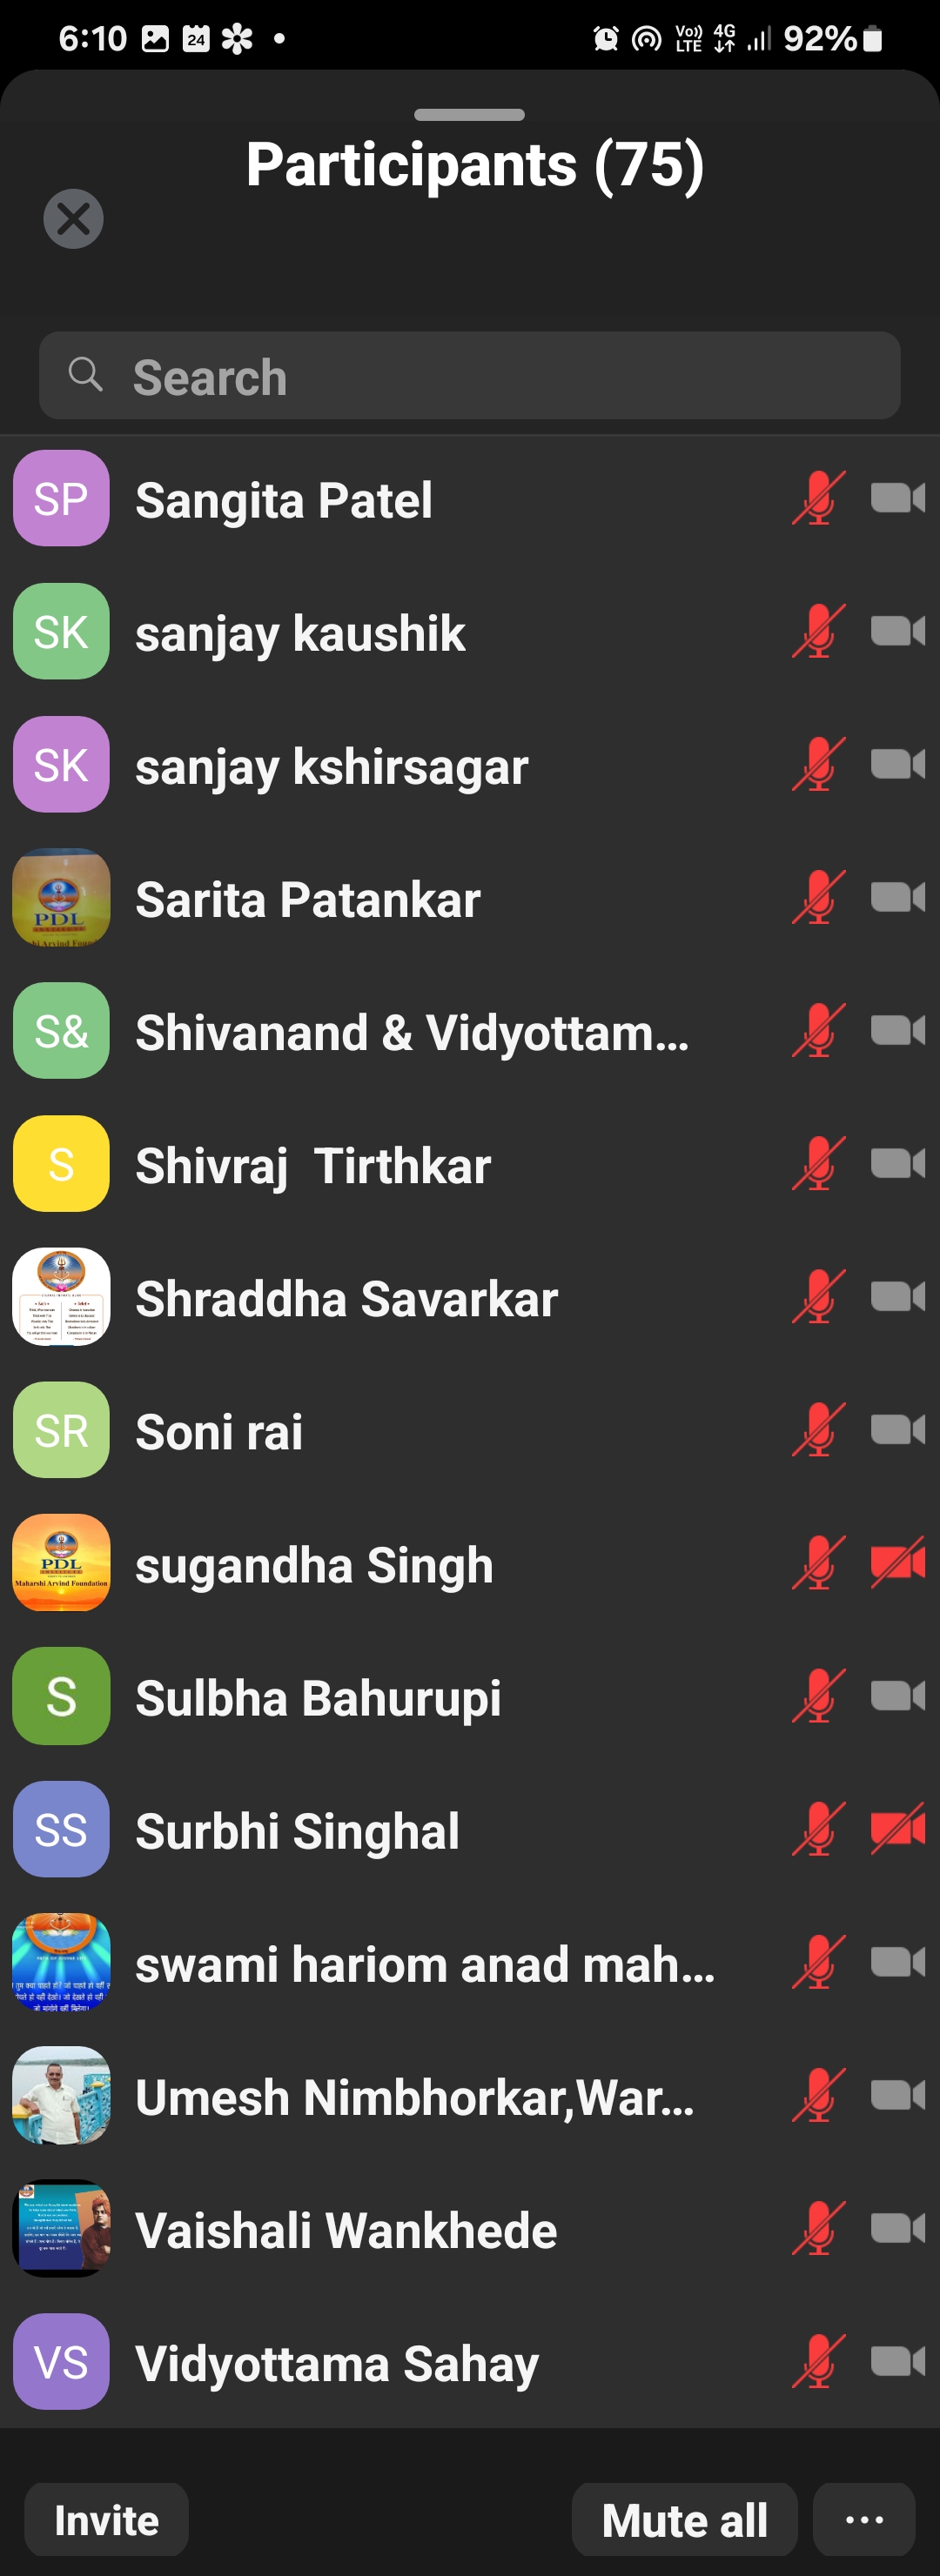 6:10 24 Vo)) LTE 4G 92%
Participants (75)
Search
SP Sangita Patel
SK sanjay kaushik
SK sanjay kshirsagar
PDL
Sarita Patankar
S& Shivanand & Vidyottam...
S Shivraj  Tirthkar
Shraddha Savarkar
SR Soni rai
PDL
Maharshi Arvind Foundation
sugandha Singh
S Sulbha Bahurupi
SS Surbhi Singhal
swami hariom anad mah...
Umesh Nimbhorkar,War...
Vaishali Wankhede
VS Vidyottama Sahay
Invite Mute all ...